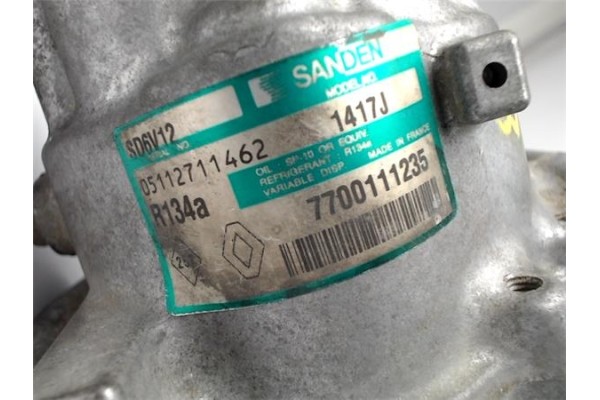 SANDEN
SD6V12
MODEL NO.
SERIAL NO
1417J
05112711462
OIL SP-10 OR EQUIV.
REFRIGERANT R134a
VARIABLE DISP MADE IN FRANCE
R134a
7700111235